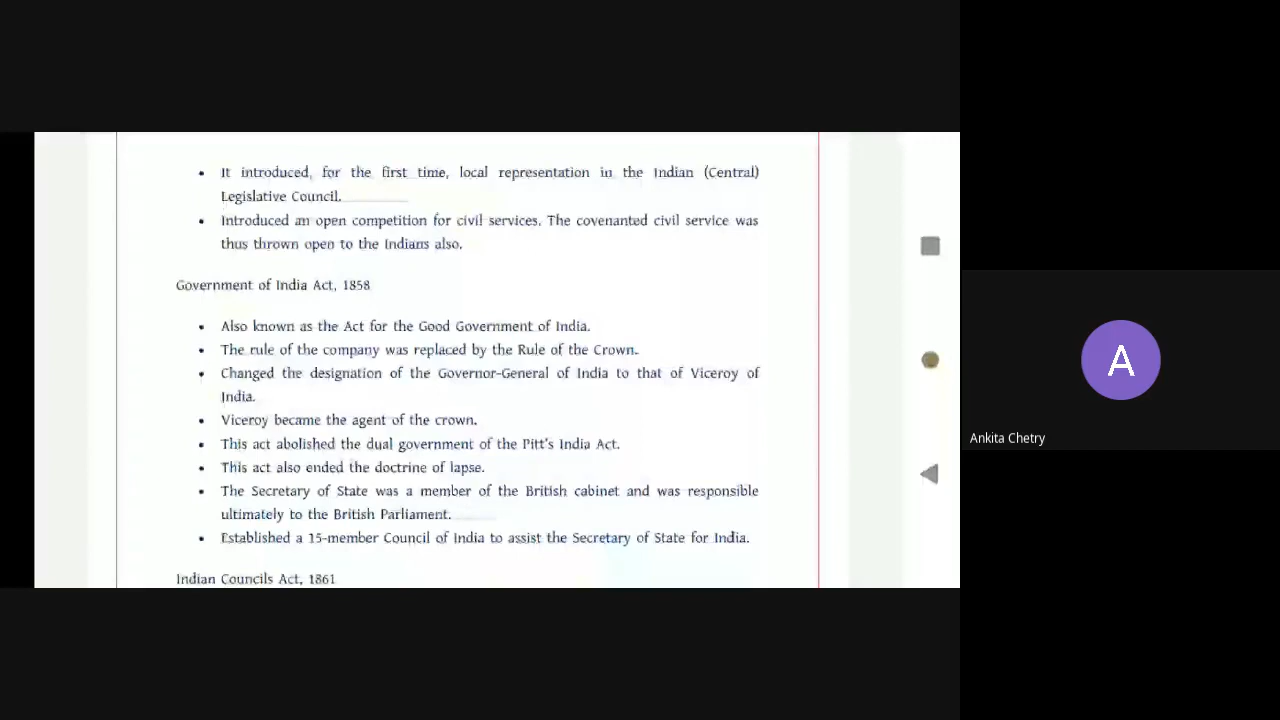 • It introduced, for the first time, local representation in the Indian (Central)
Legislative Council.
• Introduced an open competition for civil services. The covenanted civil service was
thus thrown open to the Indians also.
Government of India Act, 1858
• Also known as the Act for the Good Government of India.
• The rule of the company was replaced by the Rule of the Crown.
• Changed the designation of the Governor-General of India to that of Viceroy of
India.
• Viceroy became the agent of the crown.
• This act abolished the dual government of the Pitt's India Act.
• This act also ended the doctrine of lapse.
• The Secretary of State was a member of the British cabinet and was responsible
ultimately to the British Parliament.
• Established a 15-member Council of India to assist the Secretary of State for India.
Indian Councils Act, 1861
A
Ankita Chetry